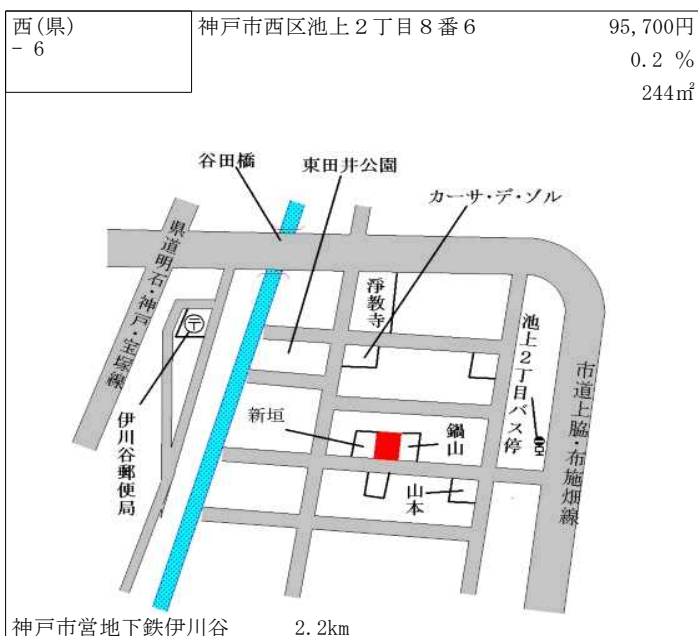 西(県)
－ 6
神戸市西区池上２丁目８番６
95,700円
0.2 %
244㎡
谷田橋
東田井公園
カーサ・デ・ゾル
県道明石・神戸・宝塚線
浄教寺
〒
池上２丁目バス停
市道上脇・布施畑線
新垣
鍋山
山本
伊川谷郵便局
神戸市営地下鉄伊川谷
2.2km